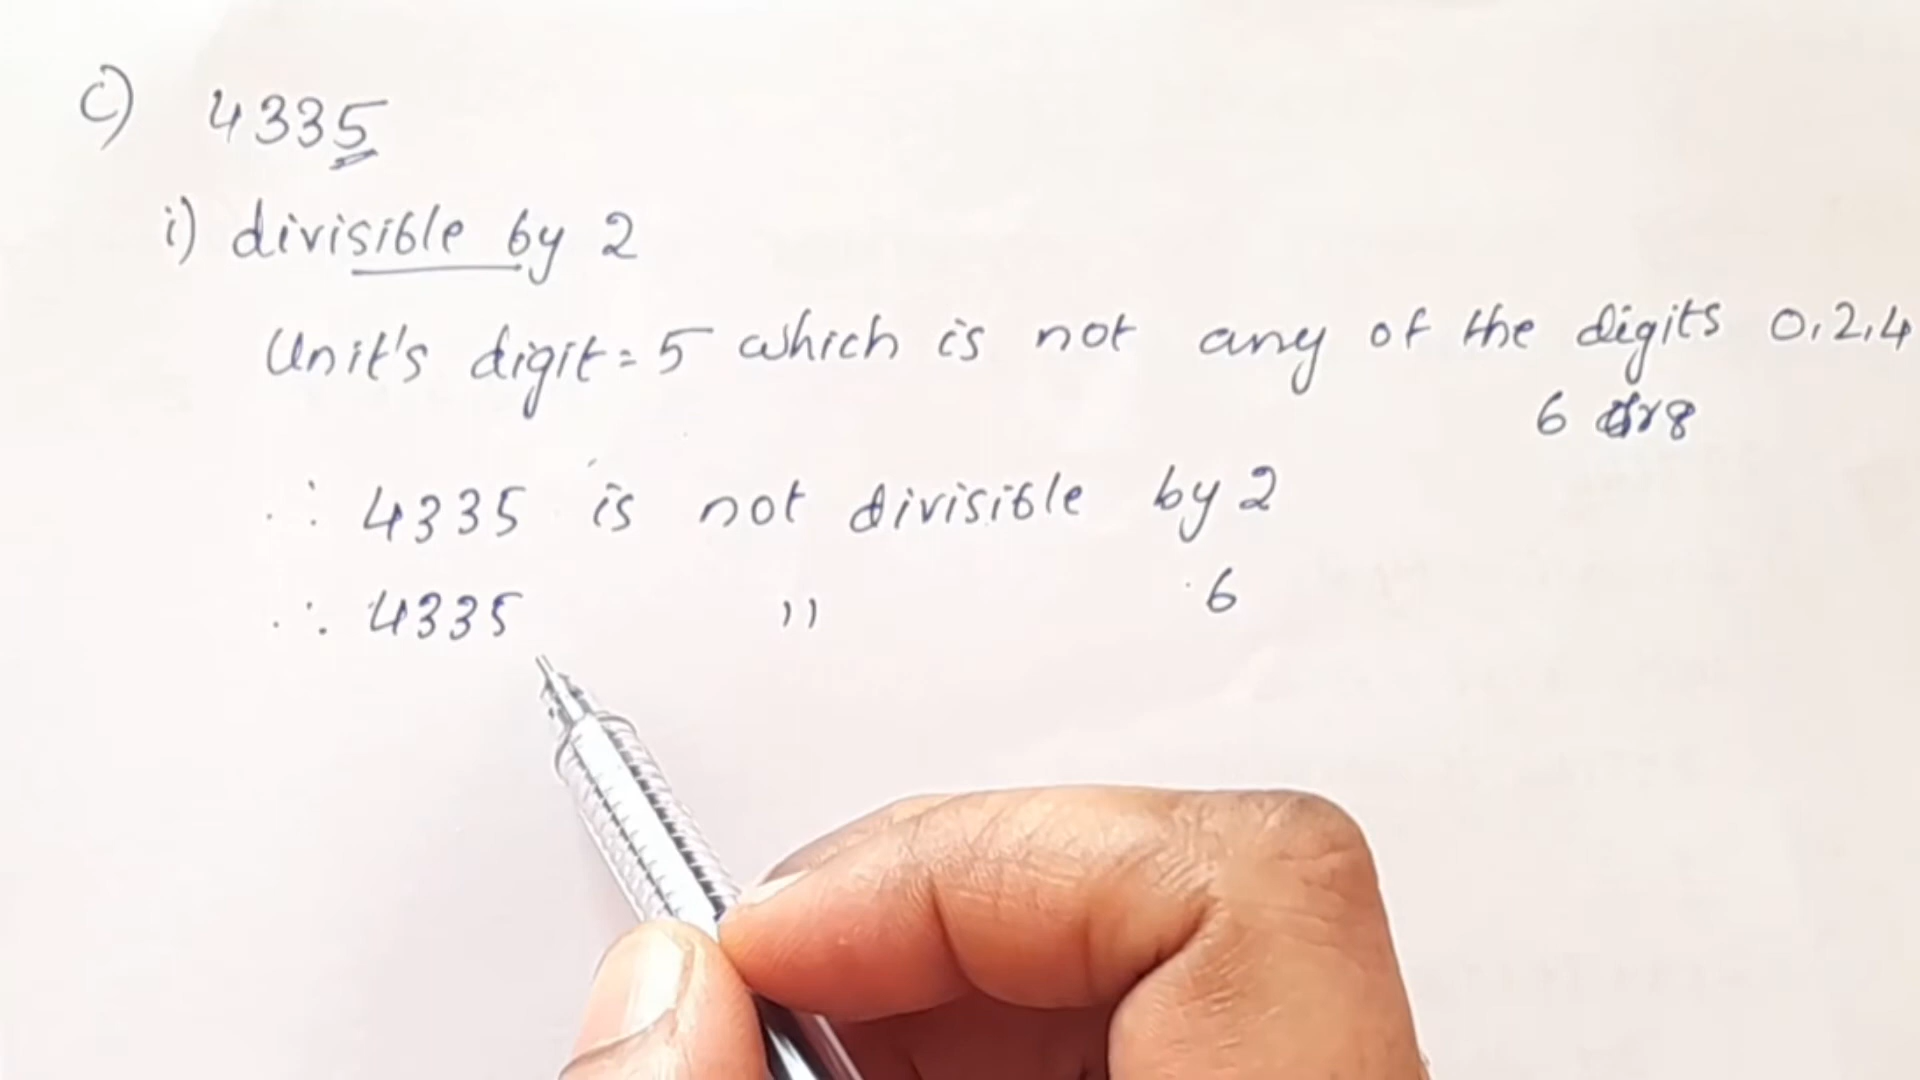 c) 4335
i) divisible by 2
Unit's digit = 5 which is not any of the digits 0,2,4
6 or 8
∴ 4335 is not divisible by 2
∴ 4335 " 6